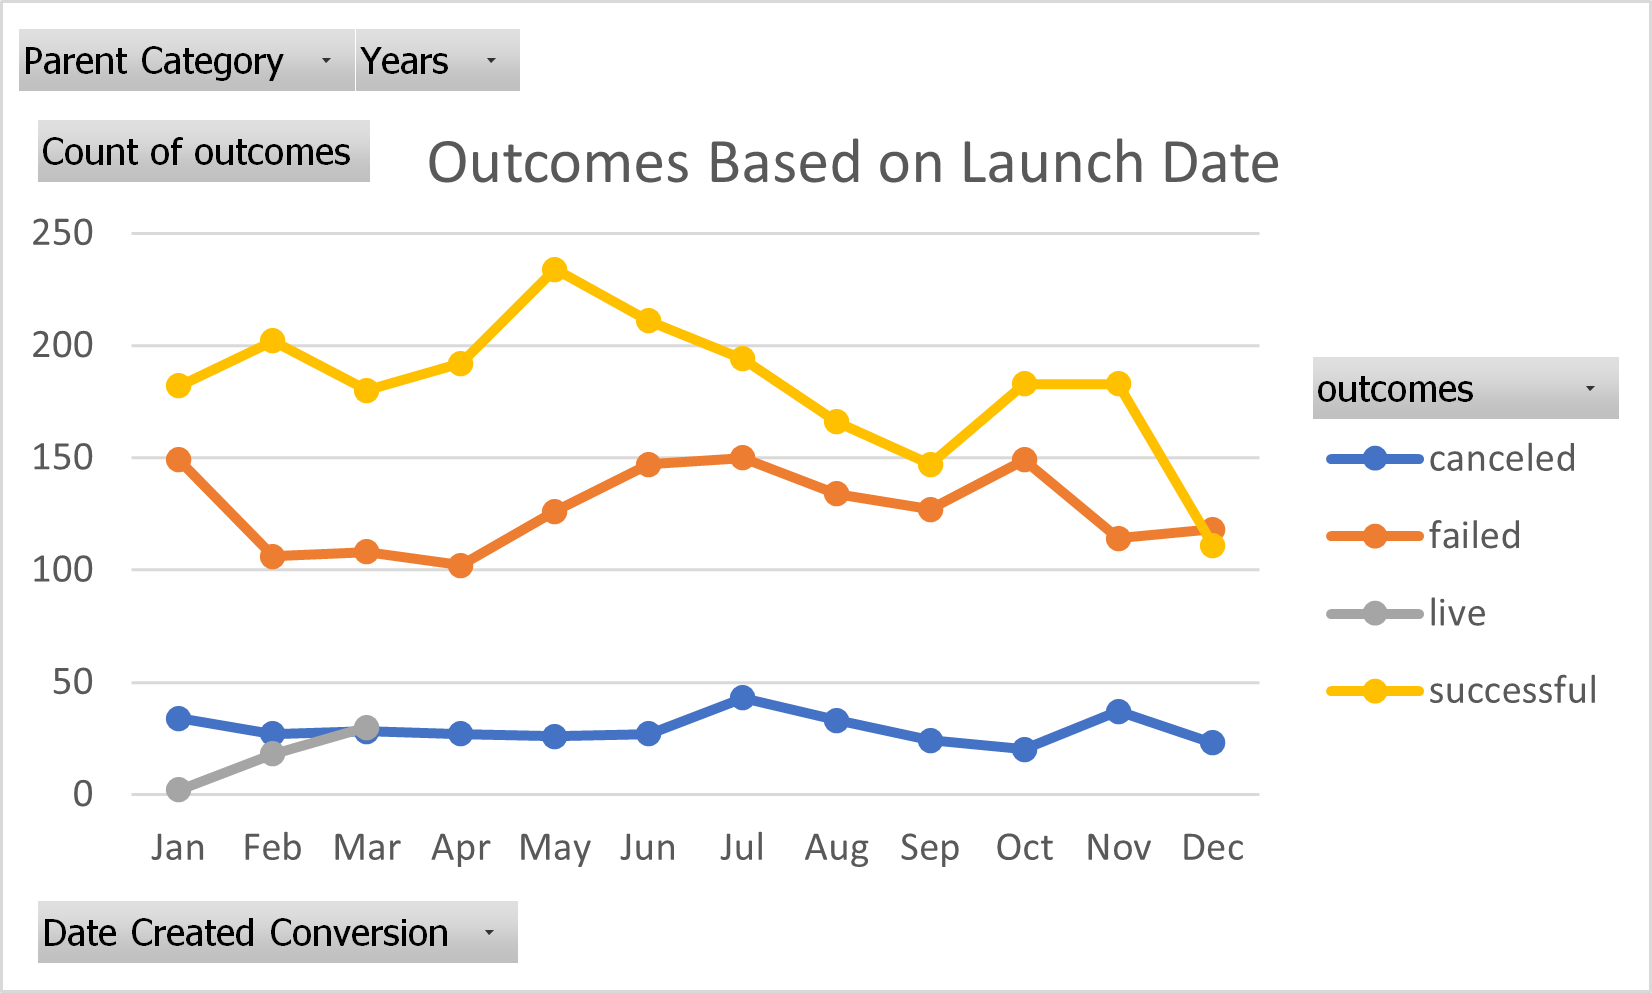 Parent Category Years
Count of outcomes
Outcomes Based on Launch Date
250
200
150
100
50
0
Jan Feb Mar Apr May Jun Jul Aug Sep Oct Nov Dec
outcomes
canceled
failed
live
successful
Date Created Conversion